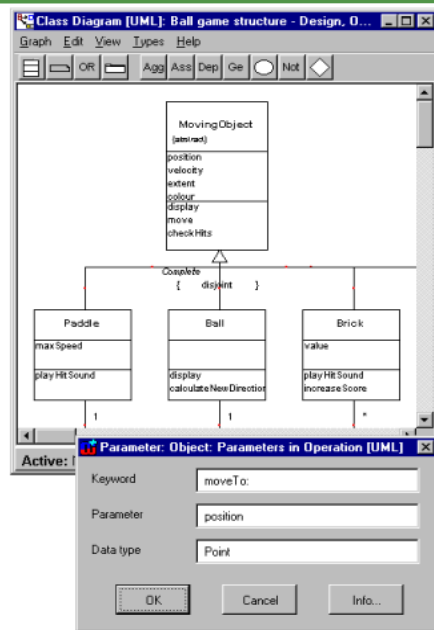 Class Diagram [UML]: Ball game structure - Design, O...
Graph Edit View Types Help
OR Agg Ass Dep Ge Not
MovingObject
{abstract}
position
velocity
extent
colour
display
move
checkHits
Complete
{ disjoint }
Paddle Ball Brick
maxSpeed value
playHitSound display playHitSound
calculateNewDirection increaseScore
1 1 *
Active:
Parameter: Object: Parameters in Operation [UML]
Keyword moveTo:
Parameter position
Data type Point
OK Cancel Info...